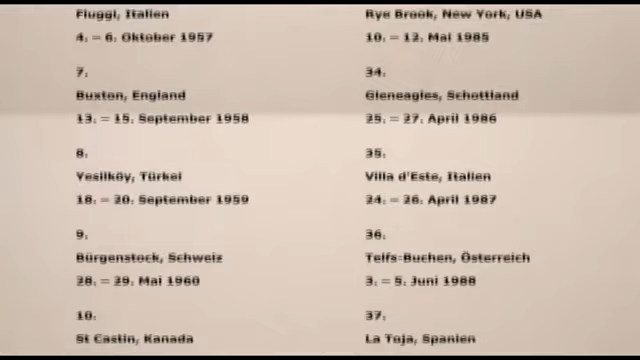 Fiuggi, Italien
4. – 6. Oktober 1957
7.
Buxton, England
13. – 15. September 1958
8.
Yesilköy, Türkei
18. – 20. September 1959
9.
Bürgenstock, Schweiz
28. – 29. Mai 1960
10.
St Castin, Kanada
Rye Brook, New York, USA
10. – 12. Mai 1985
34.
Gleneagles, Schottland
25. – 27. April 1986
35.
Villa d'Este, Italien
24. – 26. April 1987
36.
Telfs-Buchen, Österreich
3. – 5. Juni 1988
37.
La Toja, Spanien